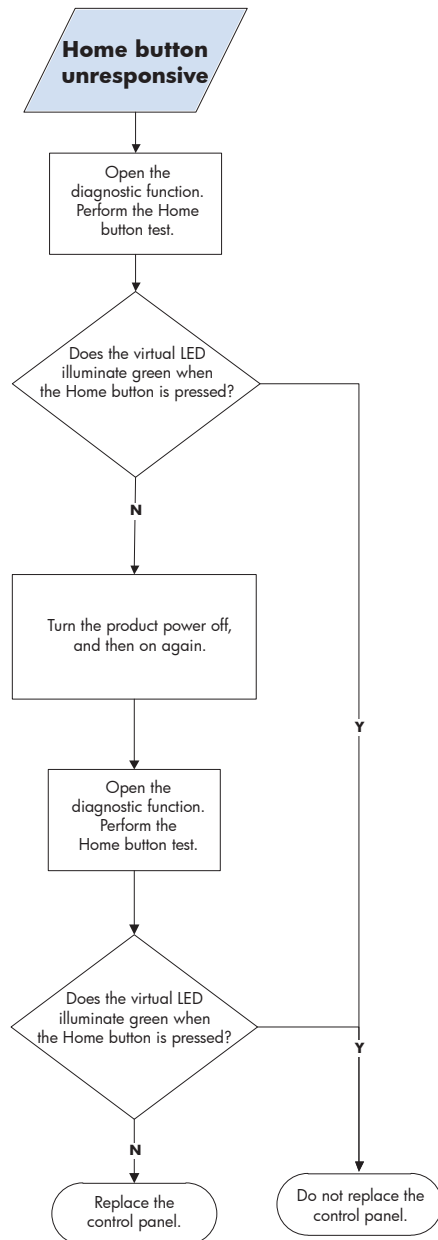 Home button
unresponsive
Open the
diagnostic function.
Perform the Home
button test.
Does the virtual LED
illuminate green when
the Home button is pressed?
N
Turn the product power off,
and then on again.
Y
Open the
diagnostic function.
Perform the
Home button test.
Does the virtual LED
illuminate green when
the Home button is pressed?
Y
N
Replace the
control panel.
Do not replace the
control panel.